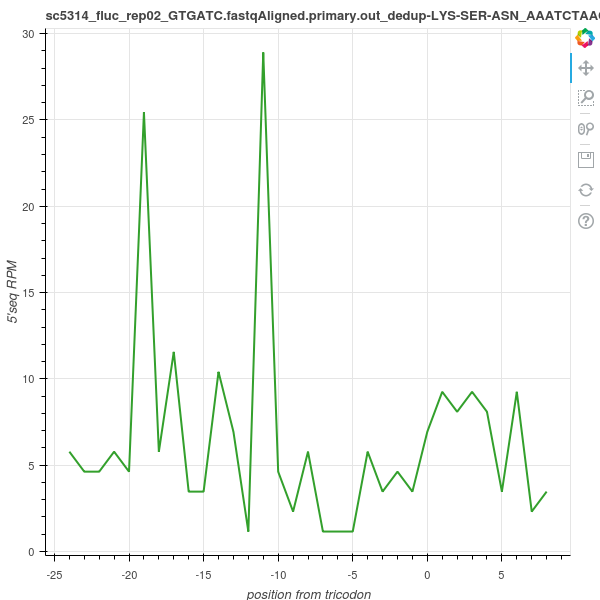 sc5314_fluc_rep02_GTGATC.fastqAligned.primary.out_dedup-LYS-SER-ASN_AAATCTAA
30
25
20
15
10
5
0
5'seq RPM
-25 -20 -15 -10 -5 0 5
position from tricodon